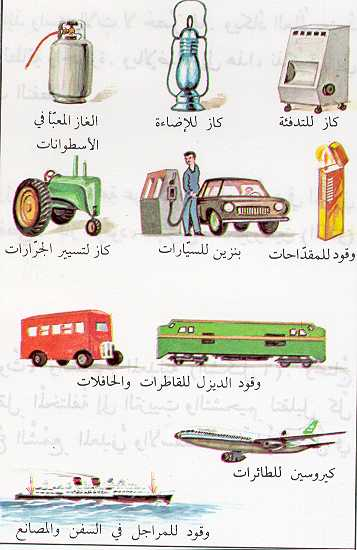 كاز للتدفئة
كاز للإضاءة
الغاز المعبّأ في
الأسطوانات
وقود للمقدّاحات
بنزين للسيّارات
كاز لتسيير الجرّارات
وقود الديزل للقاطرات والحافلات
كيروسين للطائرات
وقود للمراجل في السفن والمصانع